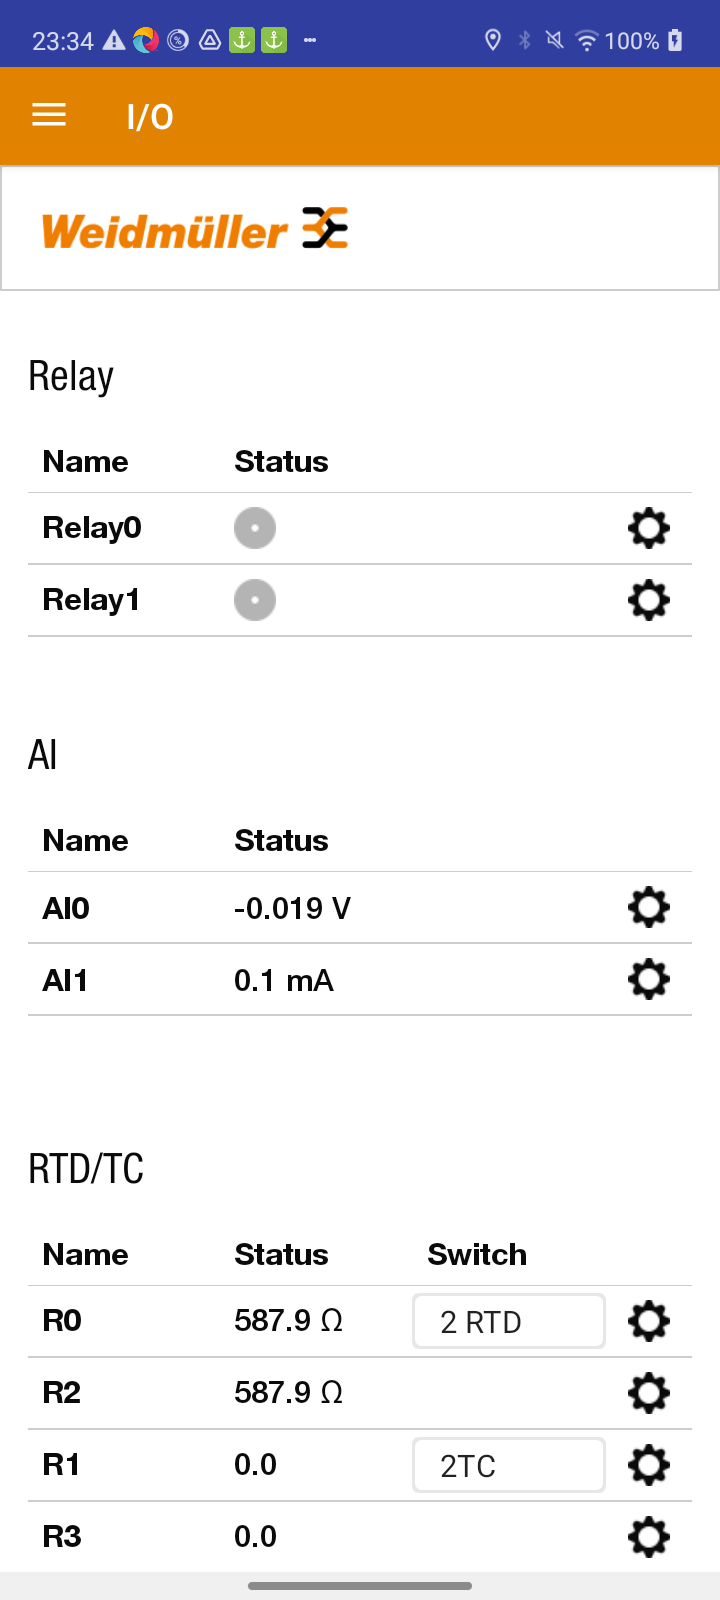 23:34 100%
I/O
Weidmüller
Relay
Name Status
Relay0
Relay1
AI
Name Status
AI0 -0.019 V
AI1 0.1 mA
RTD/TC
Name Status Switch
R0 587.9 Ω 2 RTD
R2 587.9 Ω
R1 0.0 2TC
R3 0.0